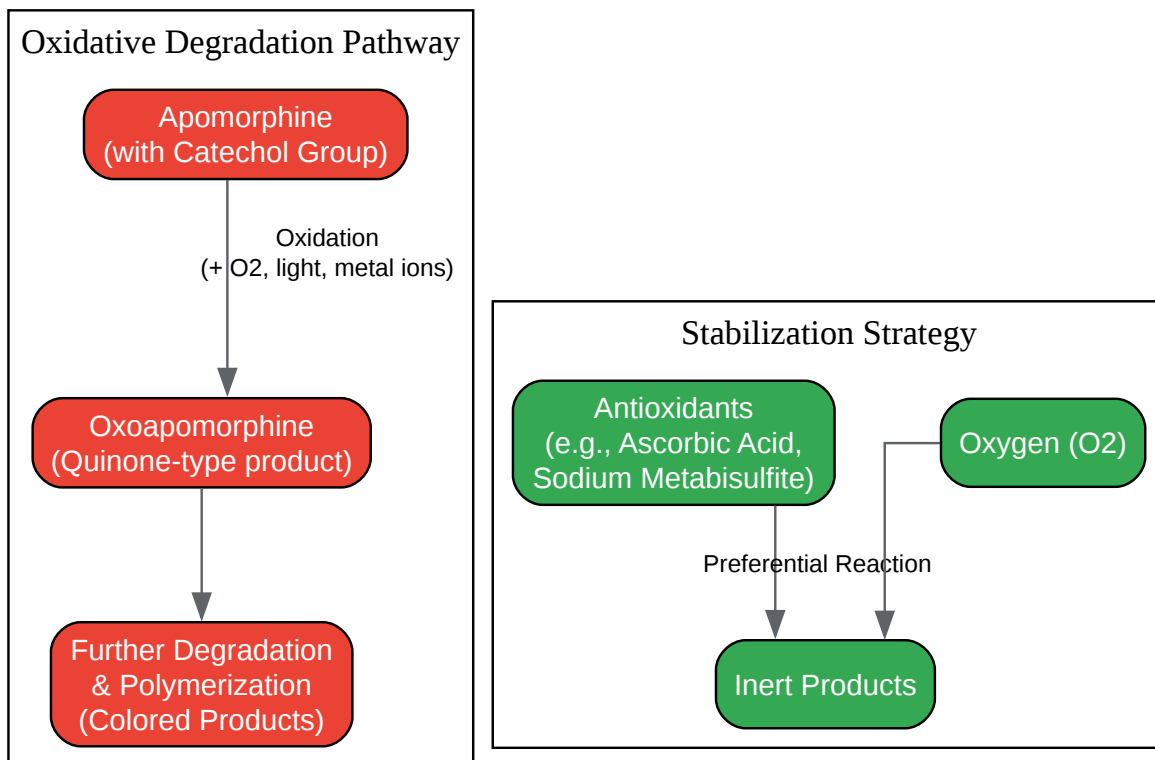 Oxidative Degradation Pathway
Apomorphine
(with Catechol Group)
Oxidation
(+ O2, light, metal ions)
Oxoapomorphine
(Quinone-type product)
Further Degradation
& Polymerization
(Colored Products)
Stabilization Strategy
Antioxidants
(e.g., Ascorbic Acid,
Sodium Metabisulfite)
Oxygen (O2)
Preferential Reaction
Inert Products